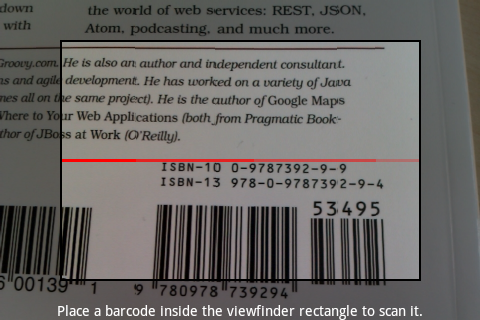 down
with
the world of web services: REST, JSON,
Atom, podcasting, and much more.
Groovy.com. He is also an author and independent consultant.
ns and agile development. He has worked on a variety of Java
nes all on the same project). He is the author of Google Maps
Where to Your Web Applications (both from Pragmatic Book-
thor of JBoss at Work (O'Reilly).
ISBN-10 0-9787392-9-9
ISBN-13 978-0-9787392-9-4
53495
00139 1
9 780978 739294
Place a barcode inside the viewfinder rectangle to scan it.